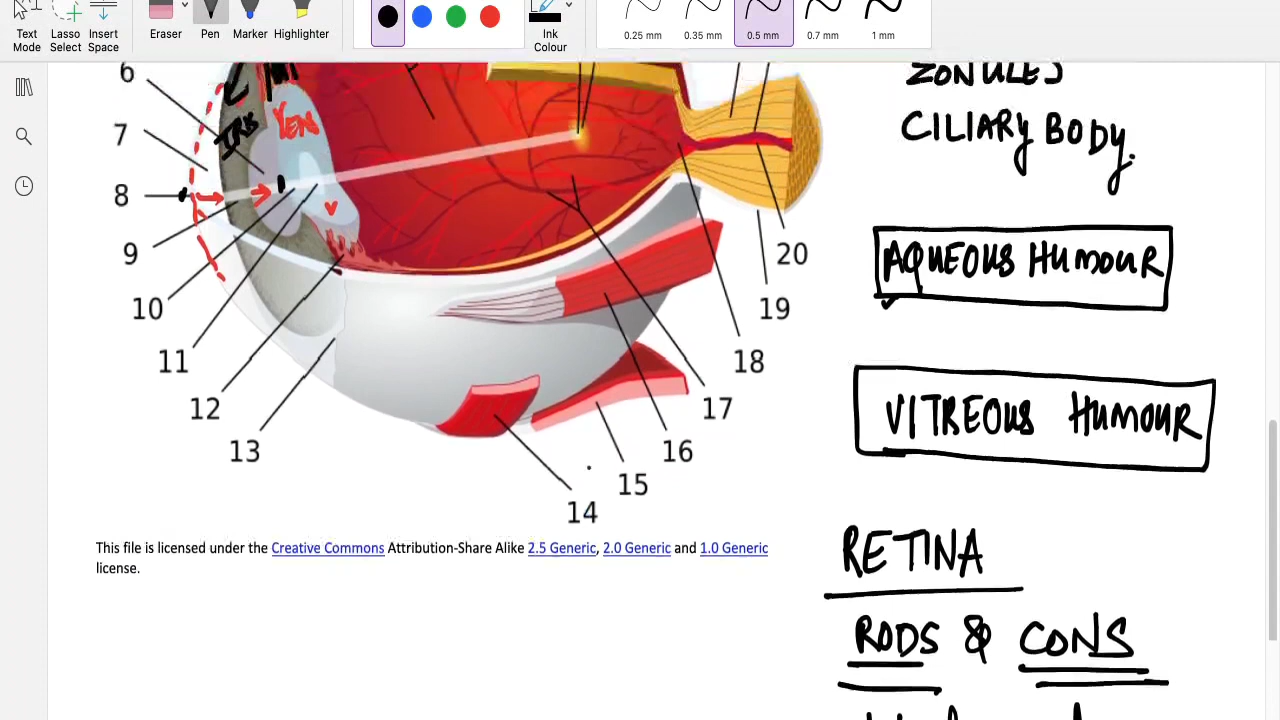 Text Mode
Lasso Select
Insert Space
Eraser
Pen
Marker
Highlighter
Ink Colour
0.25 mm
0.35 mm
0.5 mm
0.7 mm
1 mm
6
7
8
9
10
11
12
13
14
15
16
17
18
19
20
IRIS
LENS
ZONULES
CILIARY BODY.
AQUEOUS HUMOUR
VITREOUS HUMOUR
RETINA
RODS & CONS
This file is licensed under the Creative Commons Attribution-Share Alike 2.5 Generic, 2.0 Generic and 1.0 Generic
license.